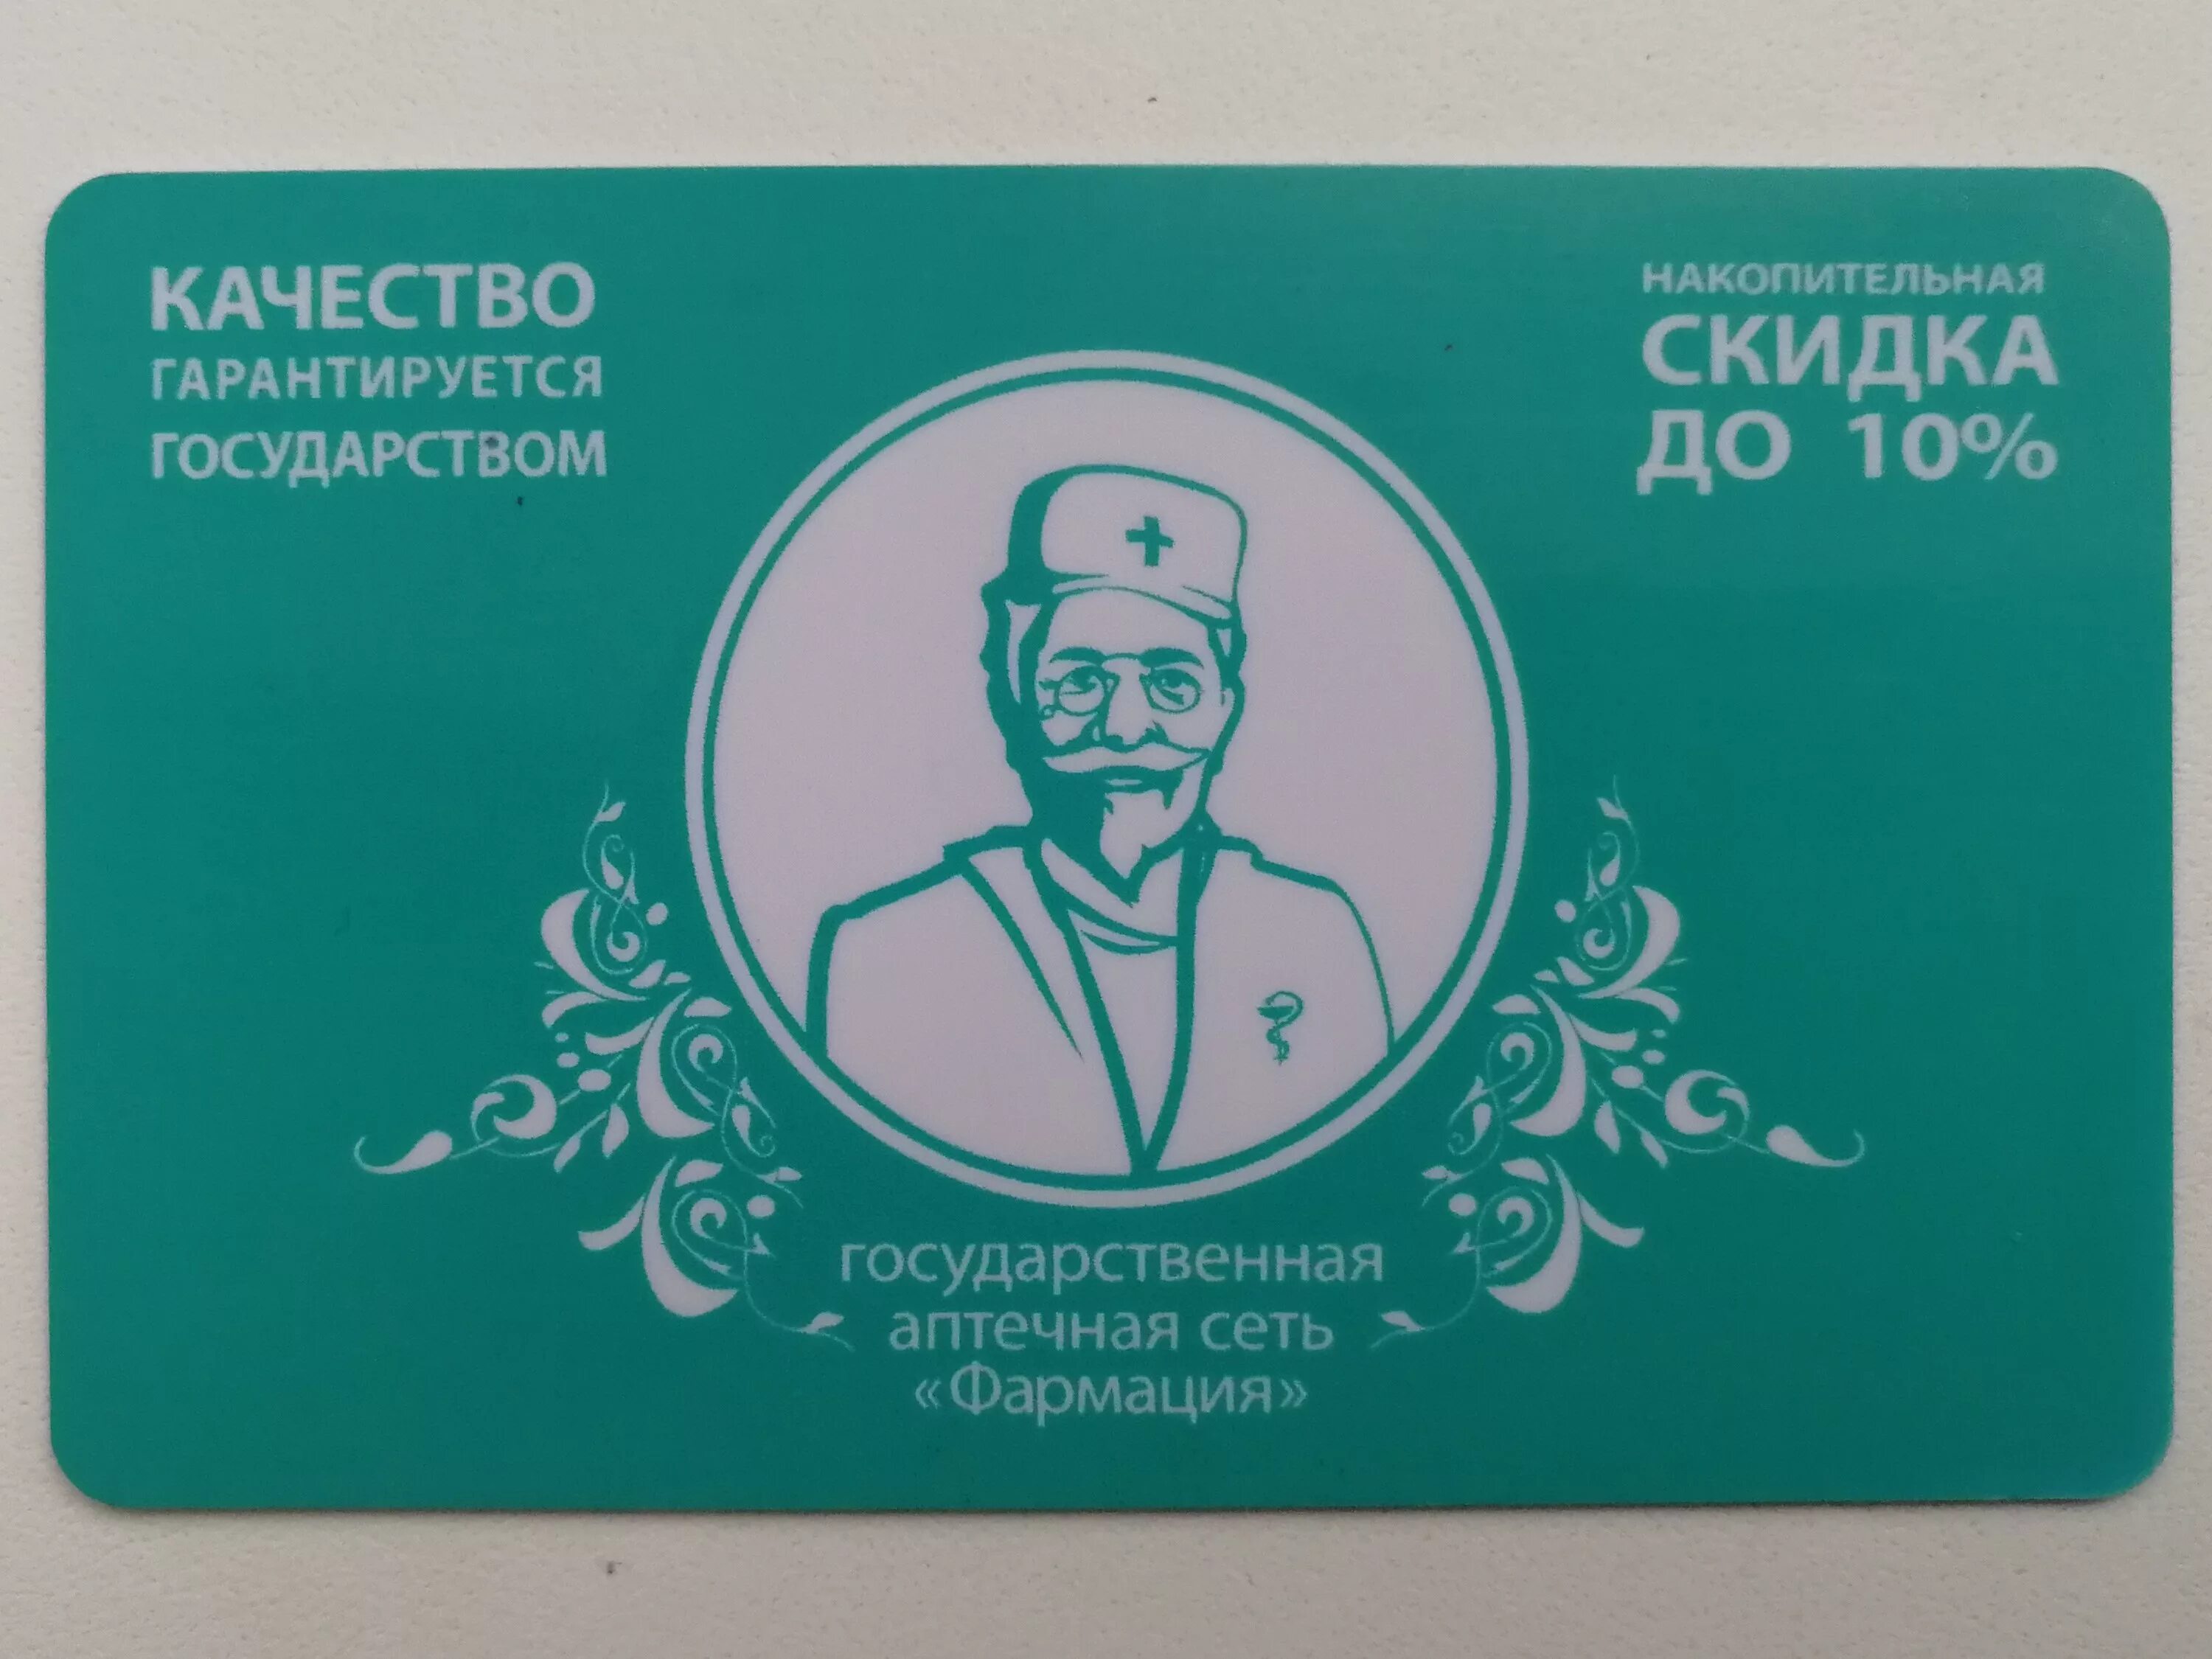 КАЧЕСТВО
ГАРАНТИРУЕТСЯ
ГОСУДАРСТВОМ
НАКОПИТЕЛЬНАЯ
СКИДКА
ДО 10%
государственная
аптечная сеть
«Фармация»